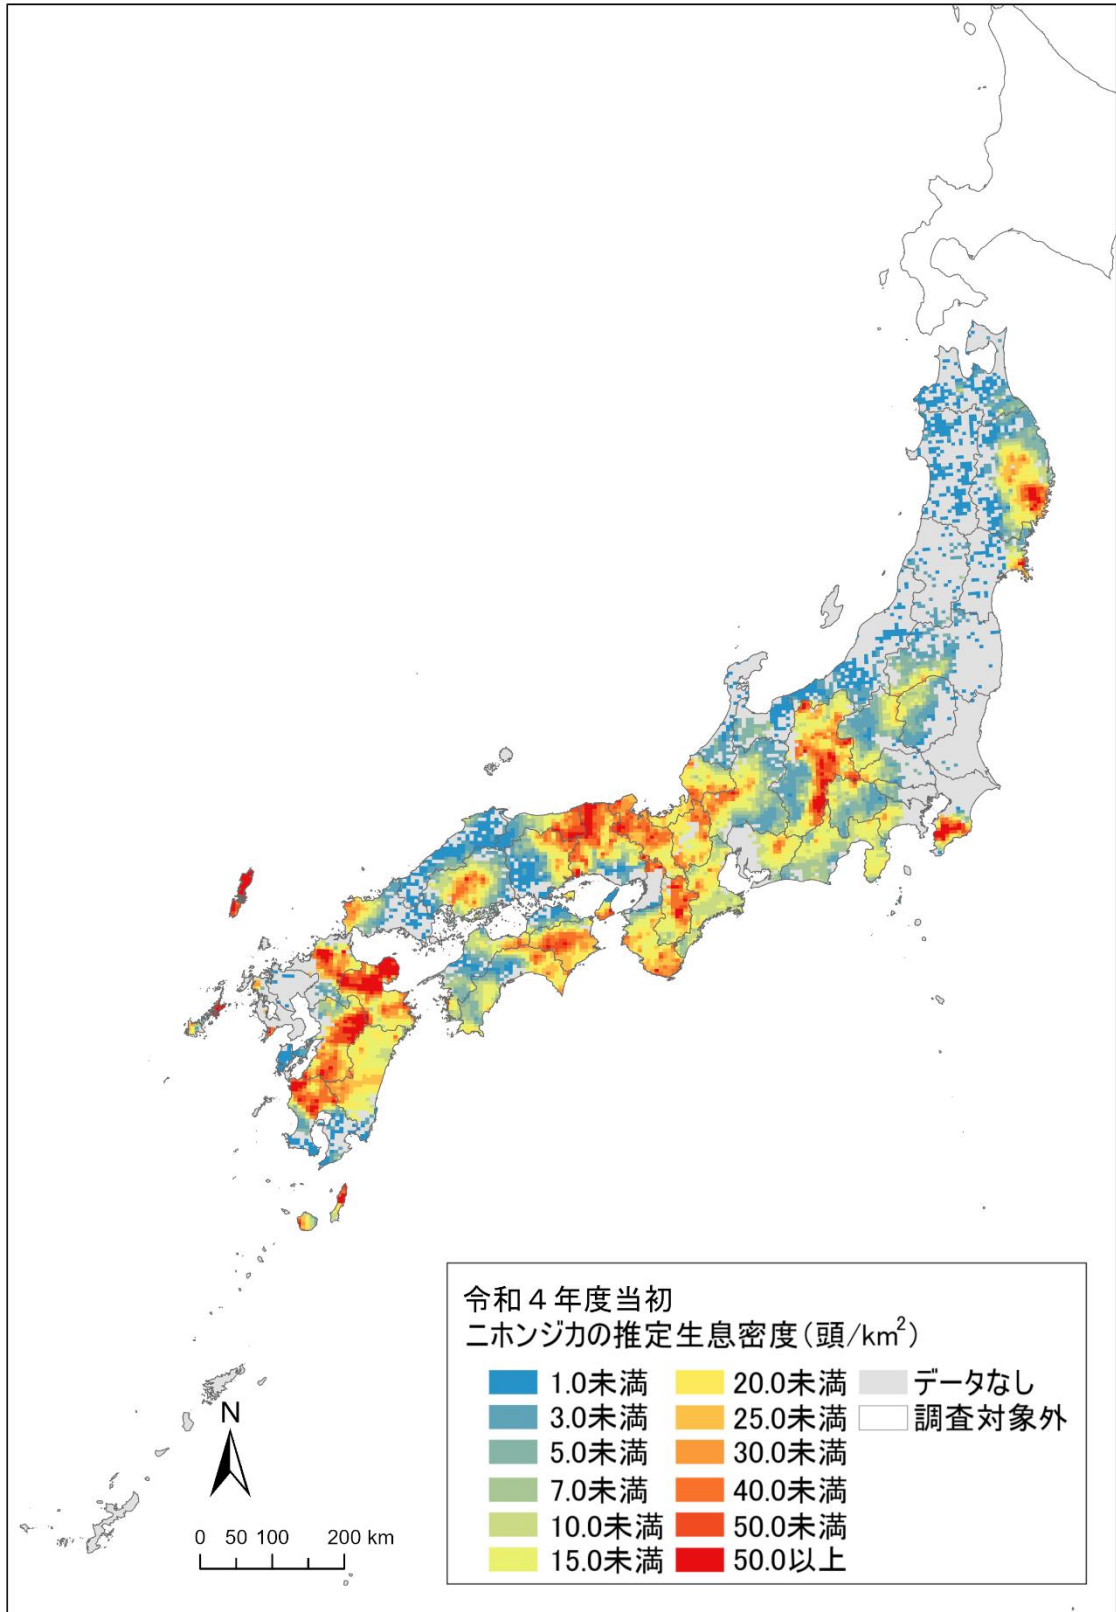 令和４年度当初
ニホンジカの推定生息密度(頭/km²)
1.0未満 20.0未満 データなし
3.0未満 25.0未満 調査対象外
5.0未満 30.0未満
7.0未満 40.0未満
10.0未満 50.0未満
15.0未満 50.0以上
N
0 50 100 200 km